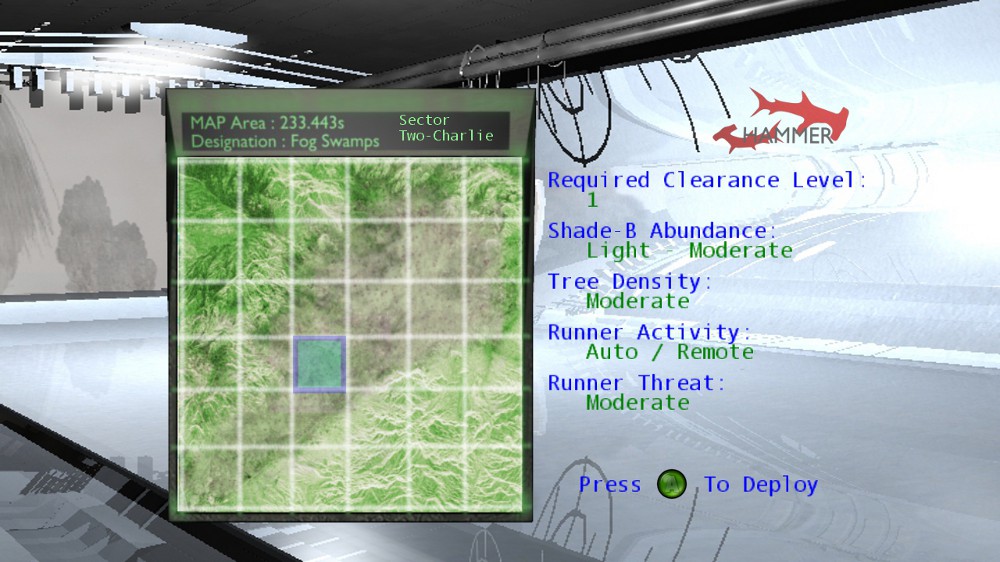 MAP Area : 233.443s
Designation : Fog Swamps
Sector
Two-Charlie
HAMMER
Required Clearance Level:
1
Shade-B Abundance:
Light - Moderate
Tree Density:
Moderate
Runner Activity:
Auto / Remote
Runner Threat:
Moderate
Press A To Deploy